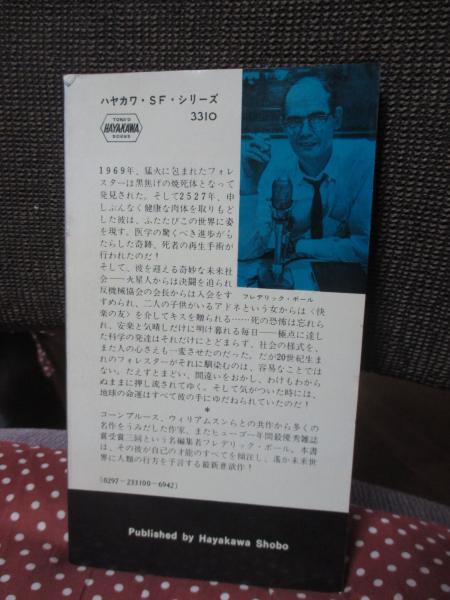 ハヤカワ・SF・シリーズ
3310
TOKYO
HAYAKAWA
BOOKS
1969年、猛火に包まれたフォレ
スターは黒焦げの焼死体となって
発見された。そして2527年、申
しぶんなく健康な肉体を取りもど
した彼は、ふたたびこの世界に姿
を現す。医学の驚くべき進歩がも
たらした奇跡、死者の再生手術が
行われたのだ!
そして、彼を迎える奇妙な未来社
会――火星人からは決闘を迫られ
反機械協会の会長からは入会をす
すめられ、二人の子供がいるアドネという女からは〈快
楽の友〉を介してキスを贈られる……死の恐怖は忘れら
れ、安楽と気晴しだけに明け暮れる毎日――極点に達し
た科学の発達はそれだけにとどまらず、社会の様式を、
また人の心さえも一変させたのだった。だが20世紀生ま
れのフォレスターがそれに馴染むのは、容易なことでは
ない。たえずとまどい、間違いをおかし、わけもわから
ぬままに押し流されてゆく。そして気がついた時には、
地球の命運はすべて彼の手にゆだねられていたのだ!
フレデリック・ポール
*
コーンブルース、ウィリアムスンらとの共作から多くの
名作をうみだした作家、またヒューゴー年間最優秀雑誌
賞受賞二回という名編集者フレデリック・ポール。本書
は、その彼が自己の才能のすべてを傾注し、遥か未来世
界に人類の行方を予言する最新意欲作!
[0297-233100-6942]
Published by Hayakawa Shobo